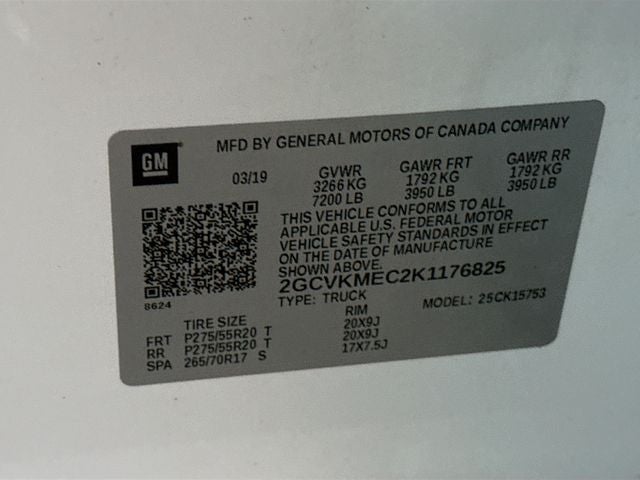 GM
MFD BY GENERAL MOTORS OF CANADA COMPANY
03/19 GVWR GAWR FRT GAWR RR
3266 KG 1792 KG 1792 KG
7200 LB 3950 LB 3950 LB
THIS VEHICLE CONFORMS TO ALL
APPLICABLE U.S. FEDERAL MOTOR
VEHICLE SAFETY STANDARDS IN EFFECT
ON THE DATE OF MANUFACTURE
SHOWN ABOVE.
2GCVKMEC2K1176825
8624
TYPE: TRUCK MODEL: 25CK15753
TIRE SIZE RIM
FRT P275/55R20 T 20X9J
RR P275/55R20 T 20X9J
SPA 265/70R17 S 17X7.5J